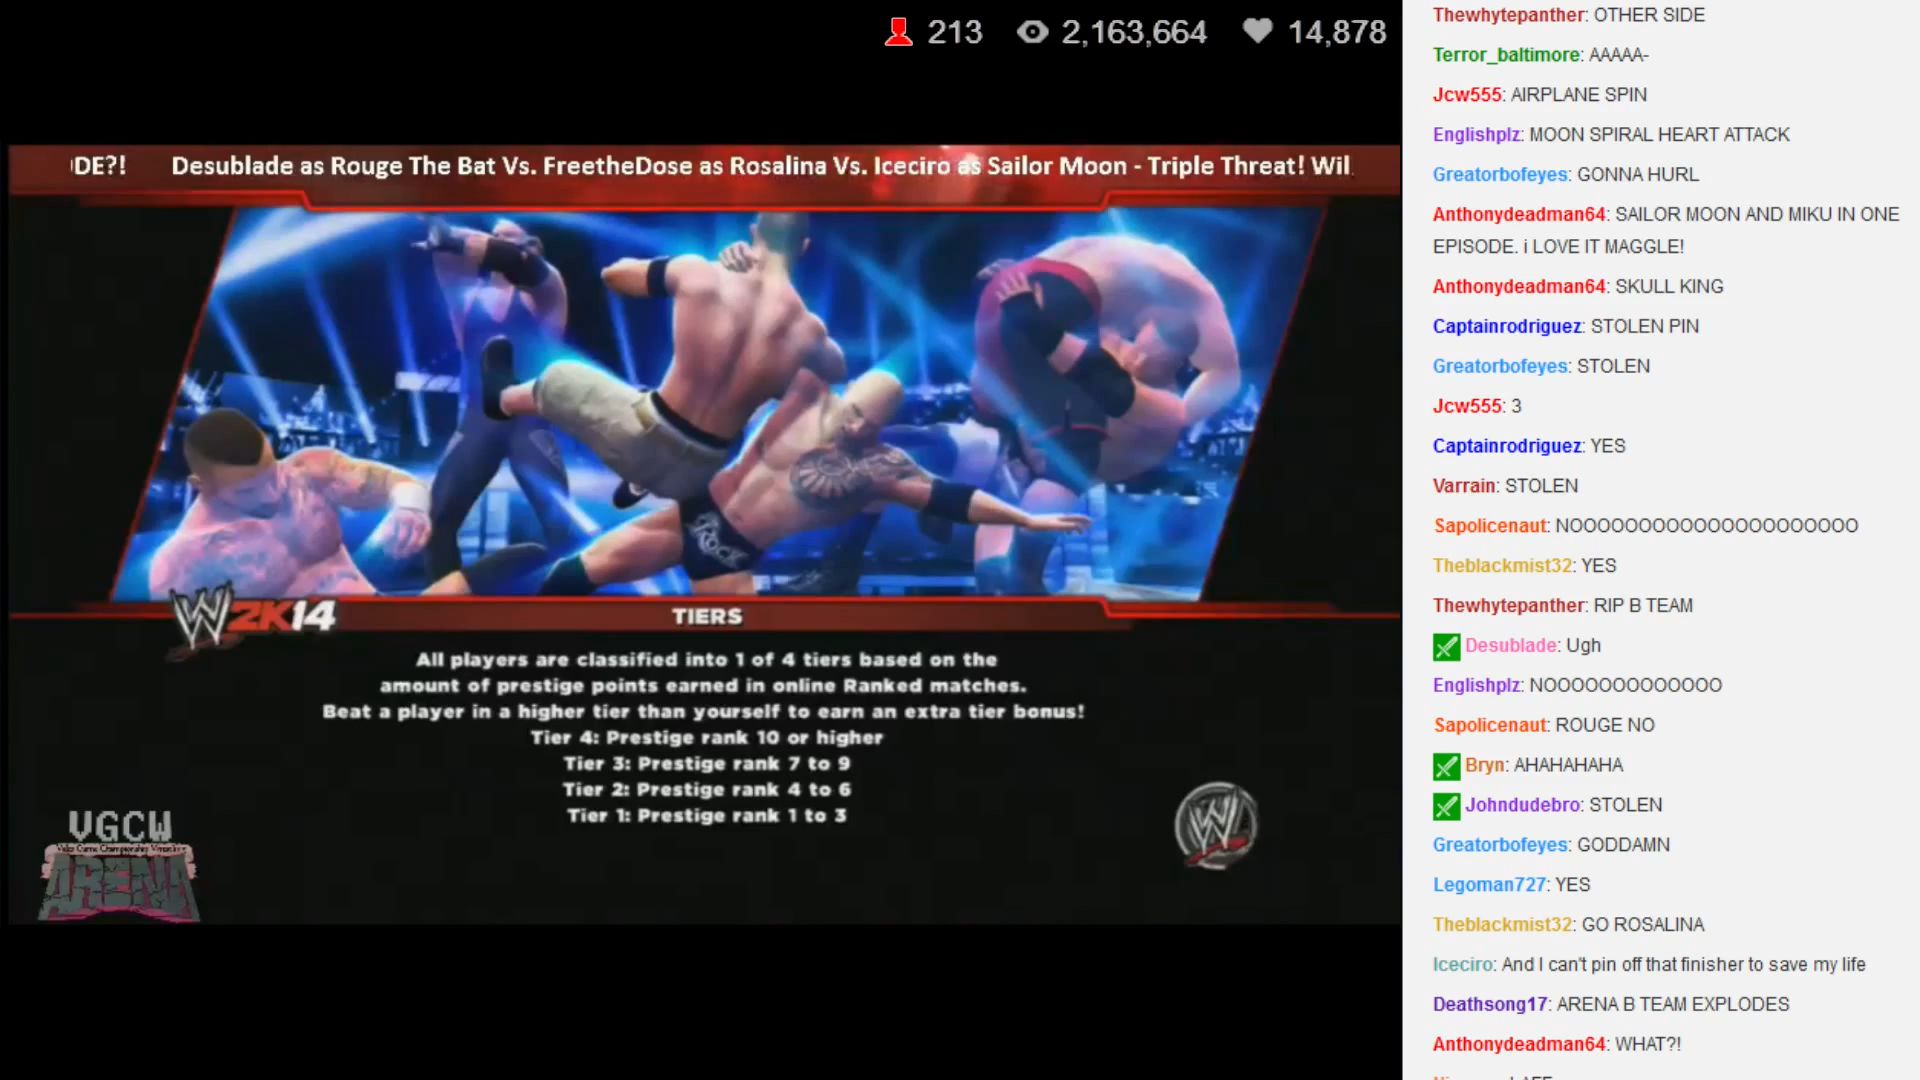 213 2,163,664 14,878
DE?! Desublade as Rouge The Bat Vs. FreetheDose as Rosalina Vs. Iceciro as Sailor Moon - Triple Threat! Wil
ROCK
W 2K14
TIERS
All players are classified into 1 of 4 tiers based on the
amount of prestige points earned in online Ranked matches.
Beat a player in a higher tier than yourself to earn an extra tier bonus!
Tier 4: Prestige rank 10 or higher
Tier 3: Prestige rank 7 to 9
Tier 2: Prestige rank 4 to 6
Tier 1: Prestige rank 1 to 3
VGCW
Video Game Championship Wrestling
ARENA
W
Thewhytepanther: OTHER SIDE
Terror_baltimore: AAAAA-
Jcw555: AIRPLANE SPIN
Englishplz: MOON SPIRAL HEART ATTACK
Greatorbofeyes: GONNA HURL
Anthonydeadman64: SAILOR MOON AND MIKU IN ONE
EPISODE. i LOVE IT MAGGLE!
Anthonydeadman64: SKULL KING
Captainrodriguez: STOLEN PIN
Greatorbofeyes: STOLEN
Jcw555: 3
Captainrodriguez: YES
Varrain: STOLEN
Sapolicenaut: NOOOOOOOOOOOOOOOOOOOOO
Theblackmist32: YES
Thewhytepanther: RIP B TEAM
Desublade: Ugh
Englishplz: NOOOOOOOOOOOOO
Sapolicenaut: ROUGE NO
Bryn: AHAHAHAHA
Johndudebro: STOLEN
Greatorbofeyes: GODDAMN
Legoman727: YES
Theblackmist32: GO ROSALINA
Iceciro: And I can't pin off that finisher to save my life
Deathsong17: ARENA B TEAM EXPLODES
Anthonydeadman64: WHAT?!